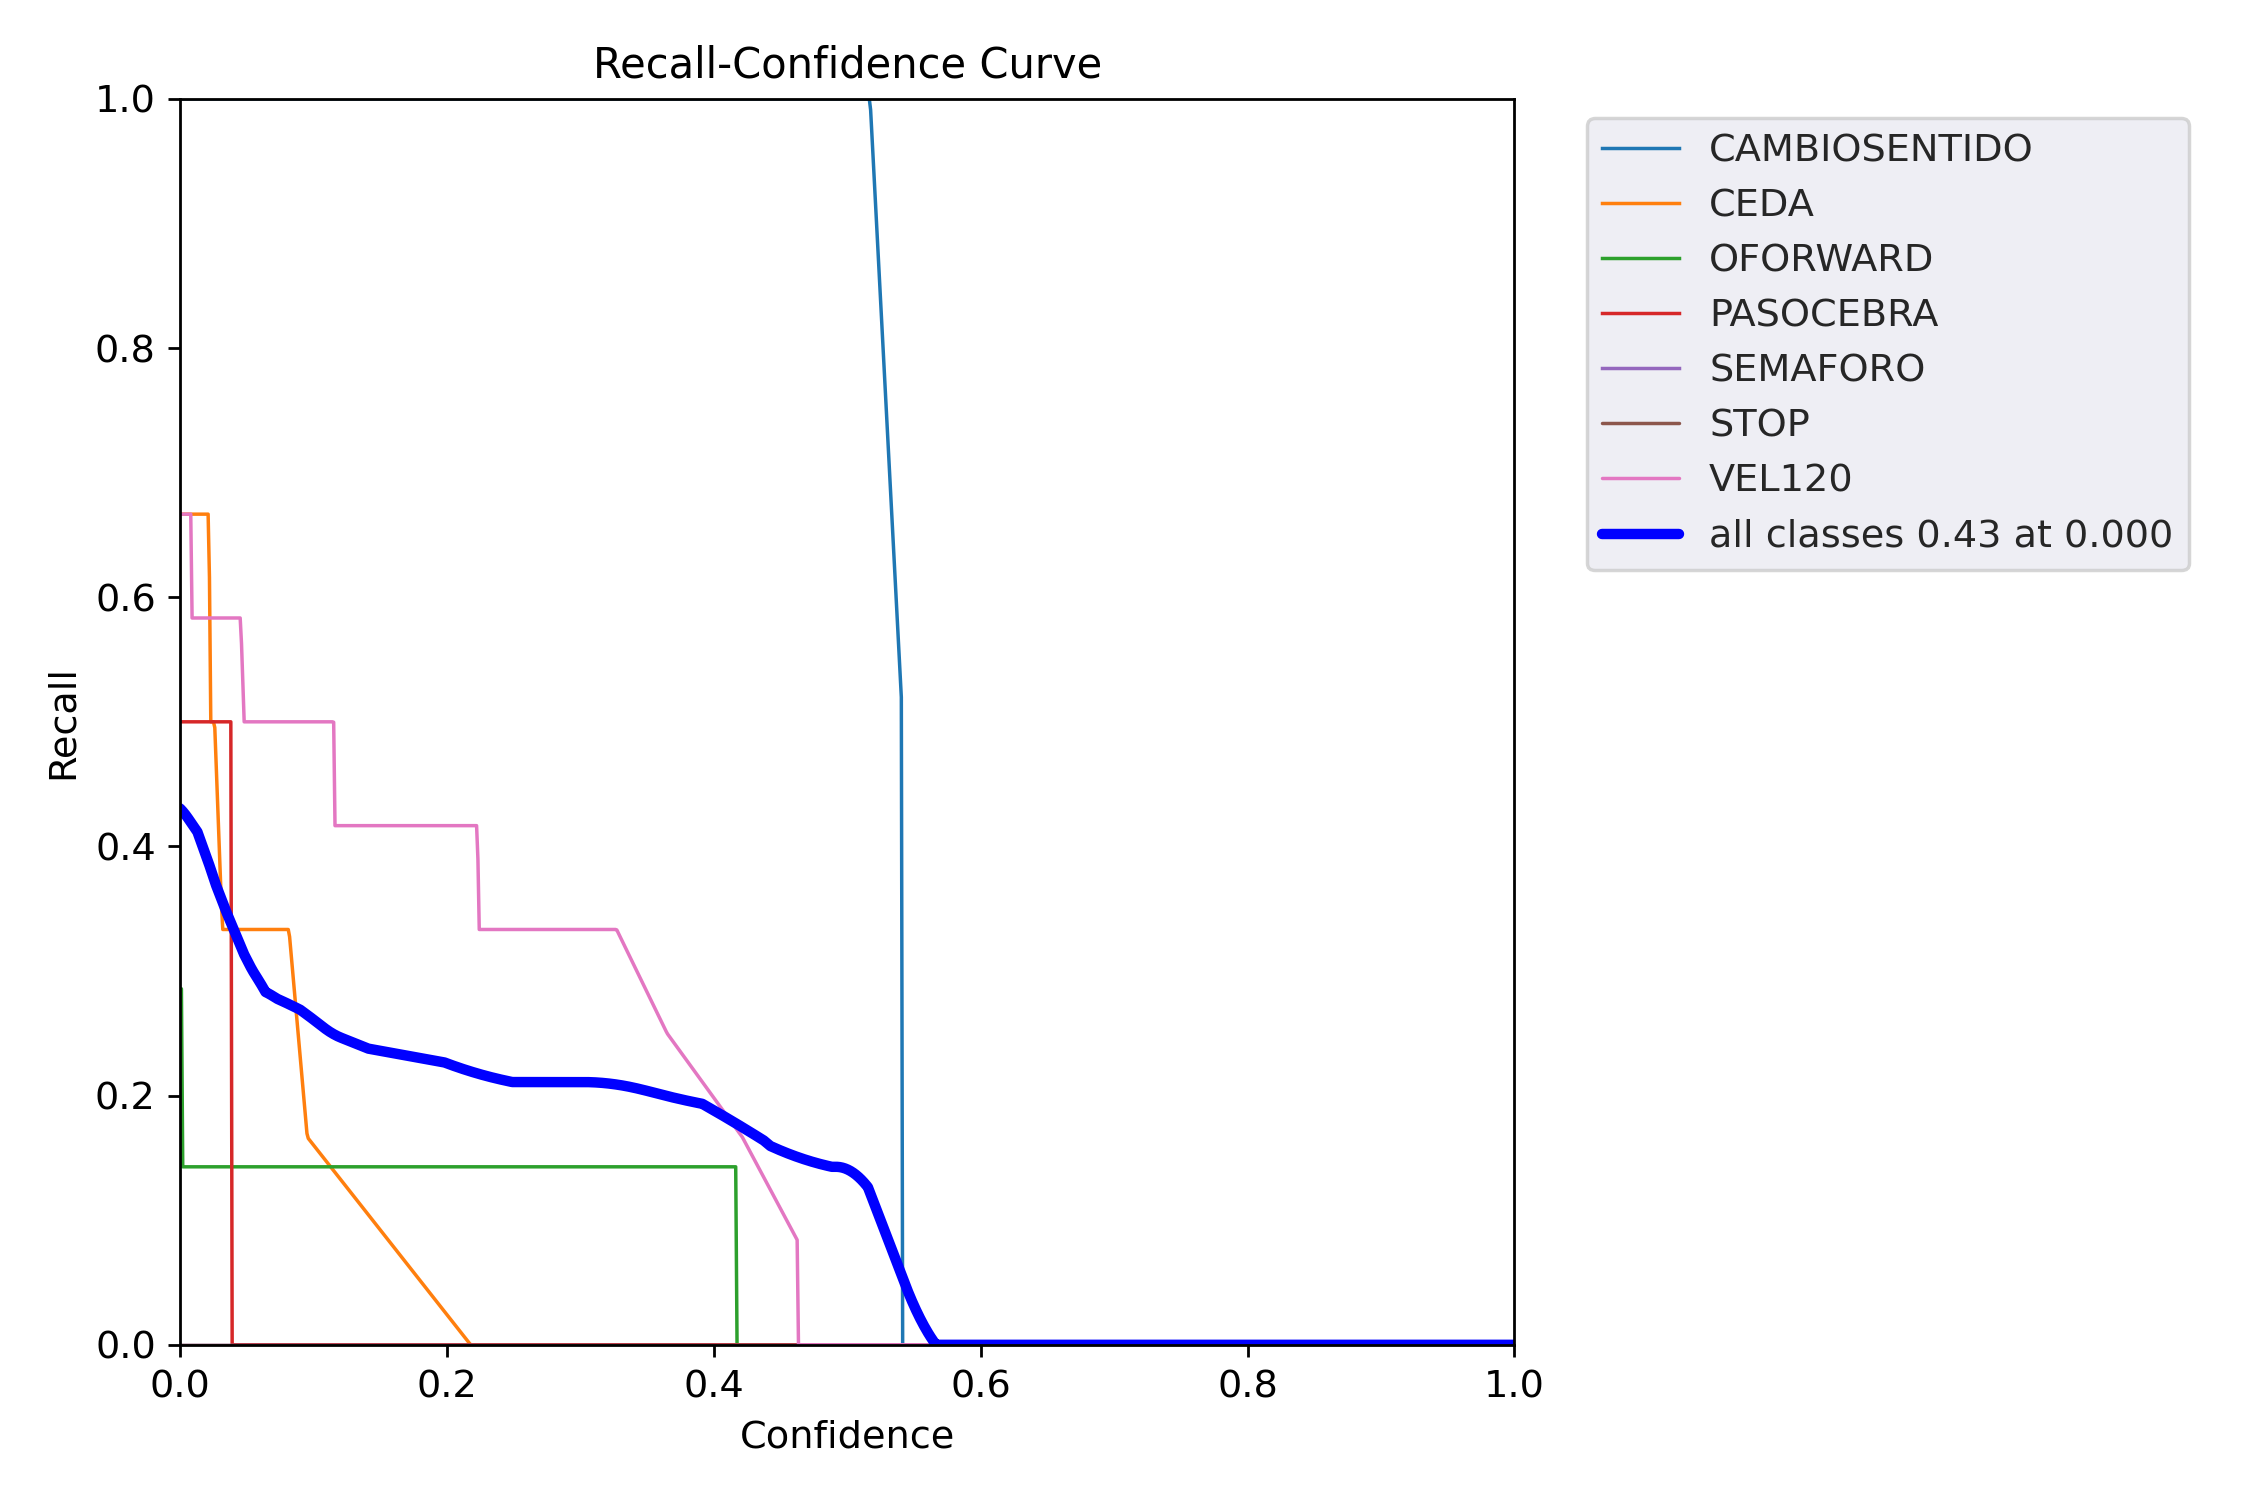 Recall-Confidence Curve
1.0
0.8
0.6
0.4
0.2
0.0
Recall
0.0 0.2 0.4 0.6 0.8 1.0
Confidence
CAMBIOSENTIDO
CEDA
OFORWARD
PASOCEBRA
SEMAFORO
STOP
VEL120
all classes 0.43 at 0.000